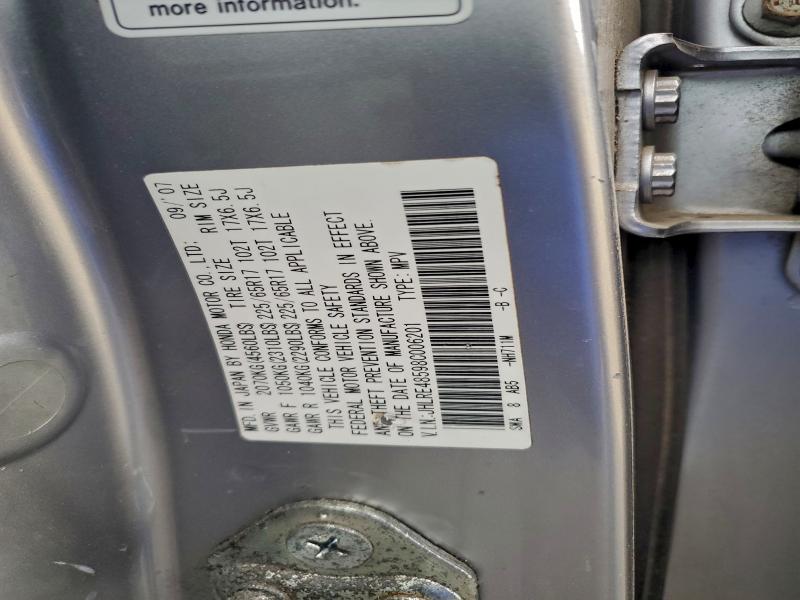 more information.
MFD. IN JAPAN BY HONDA MOTOR CO., LTD; 09/'07
GVWR 2070KG(4560LBS) TIRE SIZE RIM SIZE
GAWR F 1050KG(2310LBS) 225/65R17 102T 17X6.5J
GAWR R 1040KG(2290LBS) 225/65R17 102T 17X6.5J
THIS VEHICLE CONFORMS TO ALL APPLICABLE
FEDERAL MOTOR VEHICLE SAFETY
AND THEFT PREVENTION STANDARDS IN EFFECT
ON THE DATE OF MANUFACTURE SHOWN ABOVE.
V.I.N.:JHLRE48598C006201 TYPE: MPV
SWA 8 AB5 -NH711M -B -C